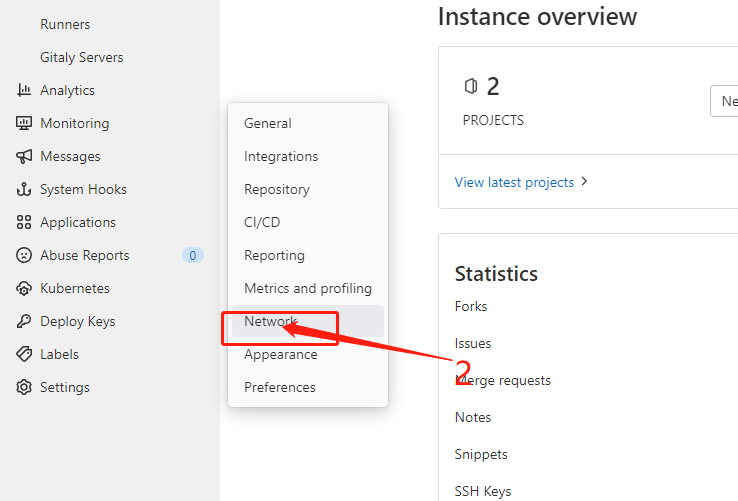 Runners
Gitaly Servers
Analytics
Monitoring
Messages
System Hooks
Applications
Abuse Reports 0
Kubernetes
Deploy Keys
Labels
Settings
General
Integrations
Repository
CI/CD
Reporting
Metrics and profiling
Network
Appearance
Preferences
2
Instance overview
2
PROJECTS
Ne
View latest projects
Statistics
Forks
Issues
Merge requests
Notes
Snippets
SSH Keys